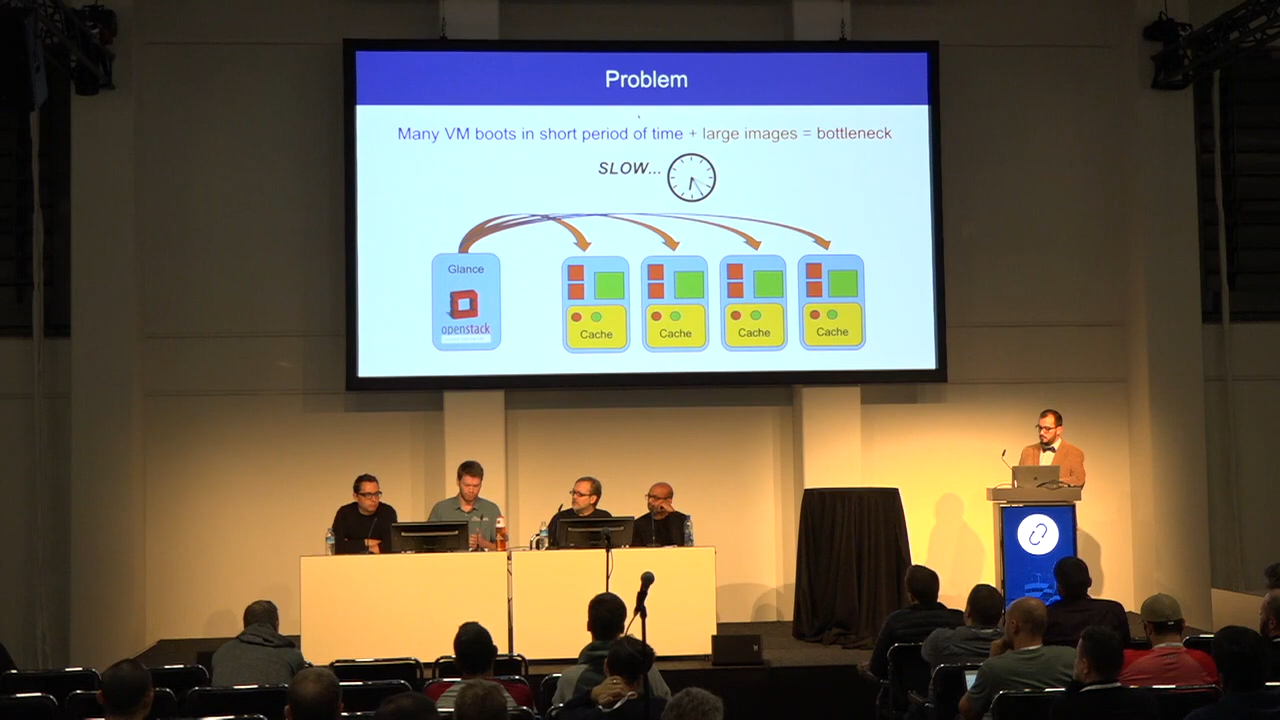 Problem
Many VM boots in short period of time + large images = bottleneck
SLOW...
Glance
openstack
Cache
Cache
Cache
Cache